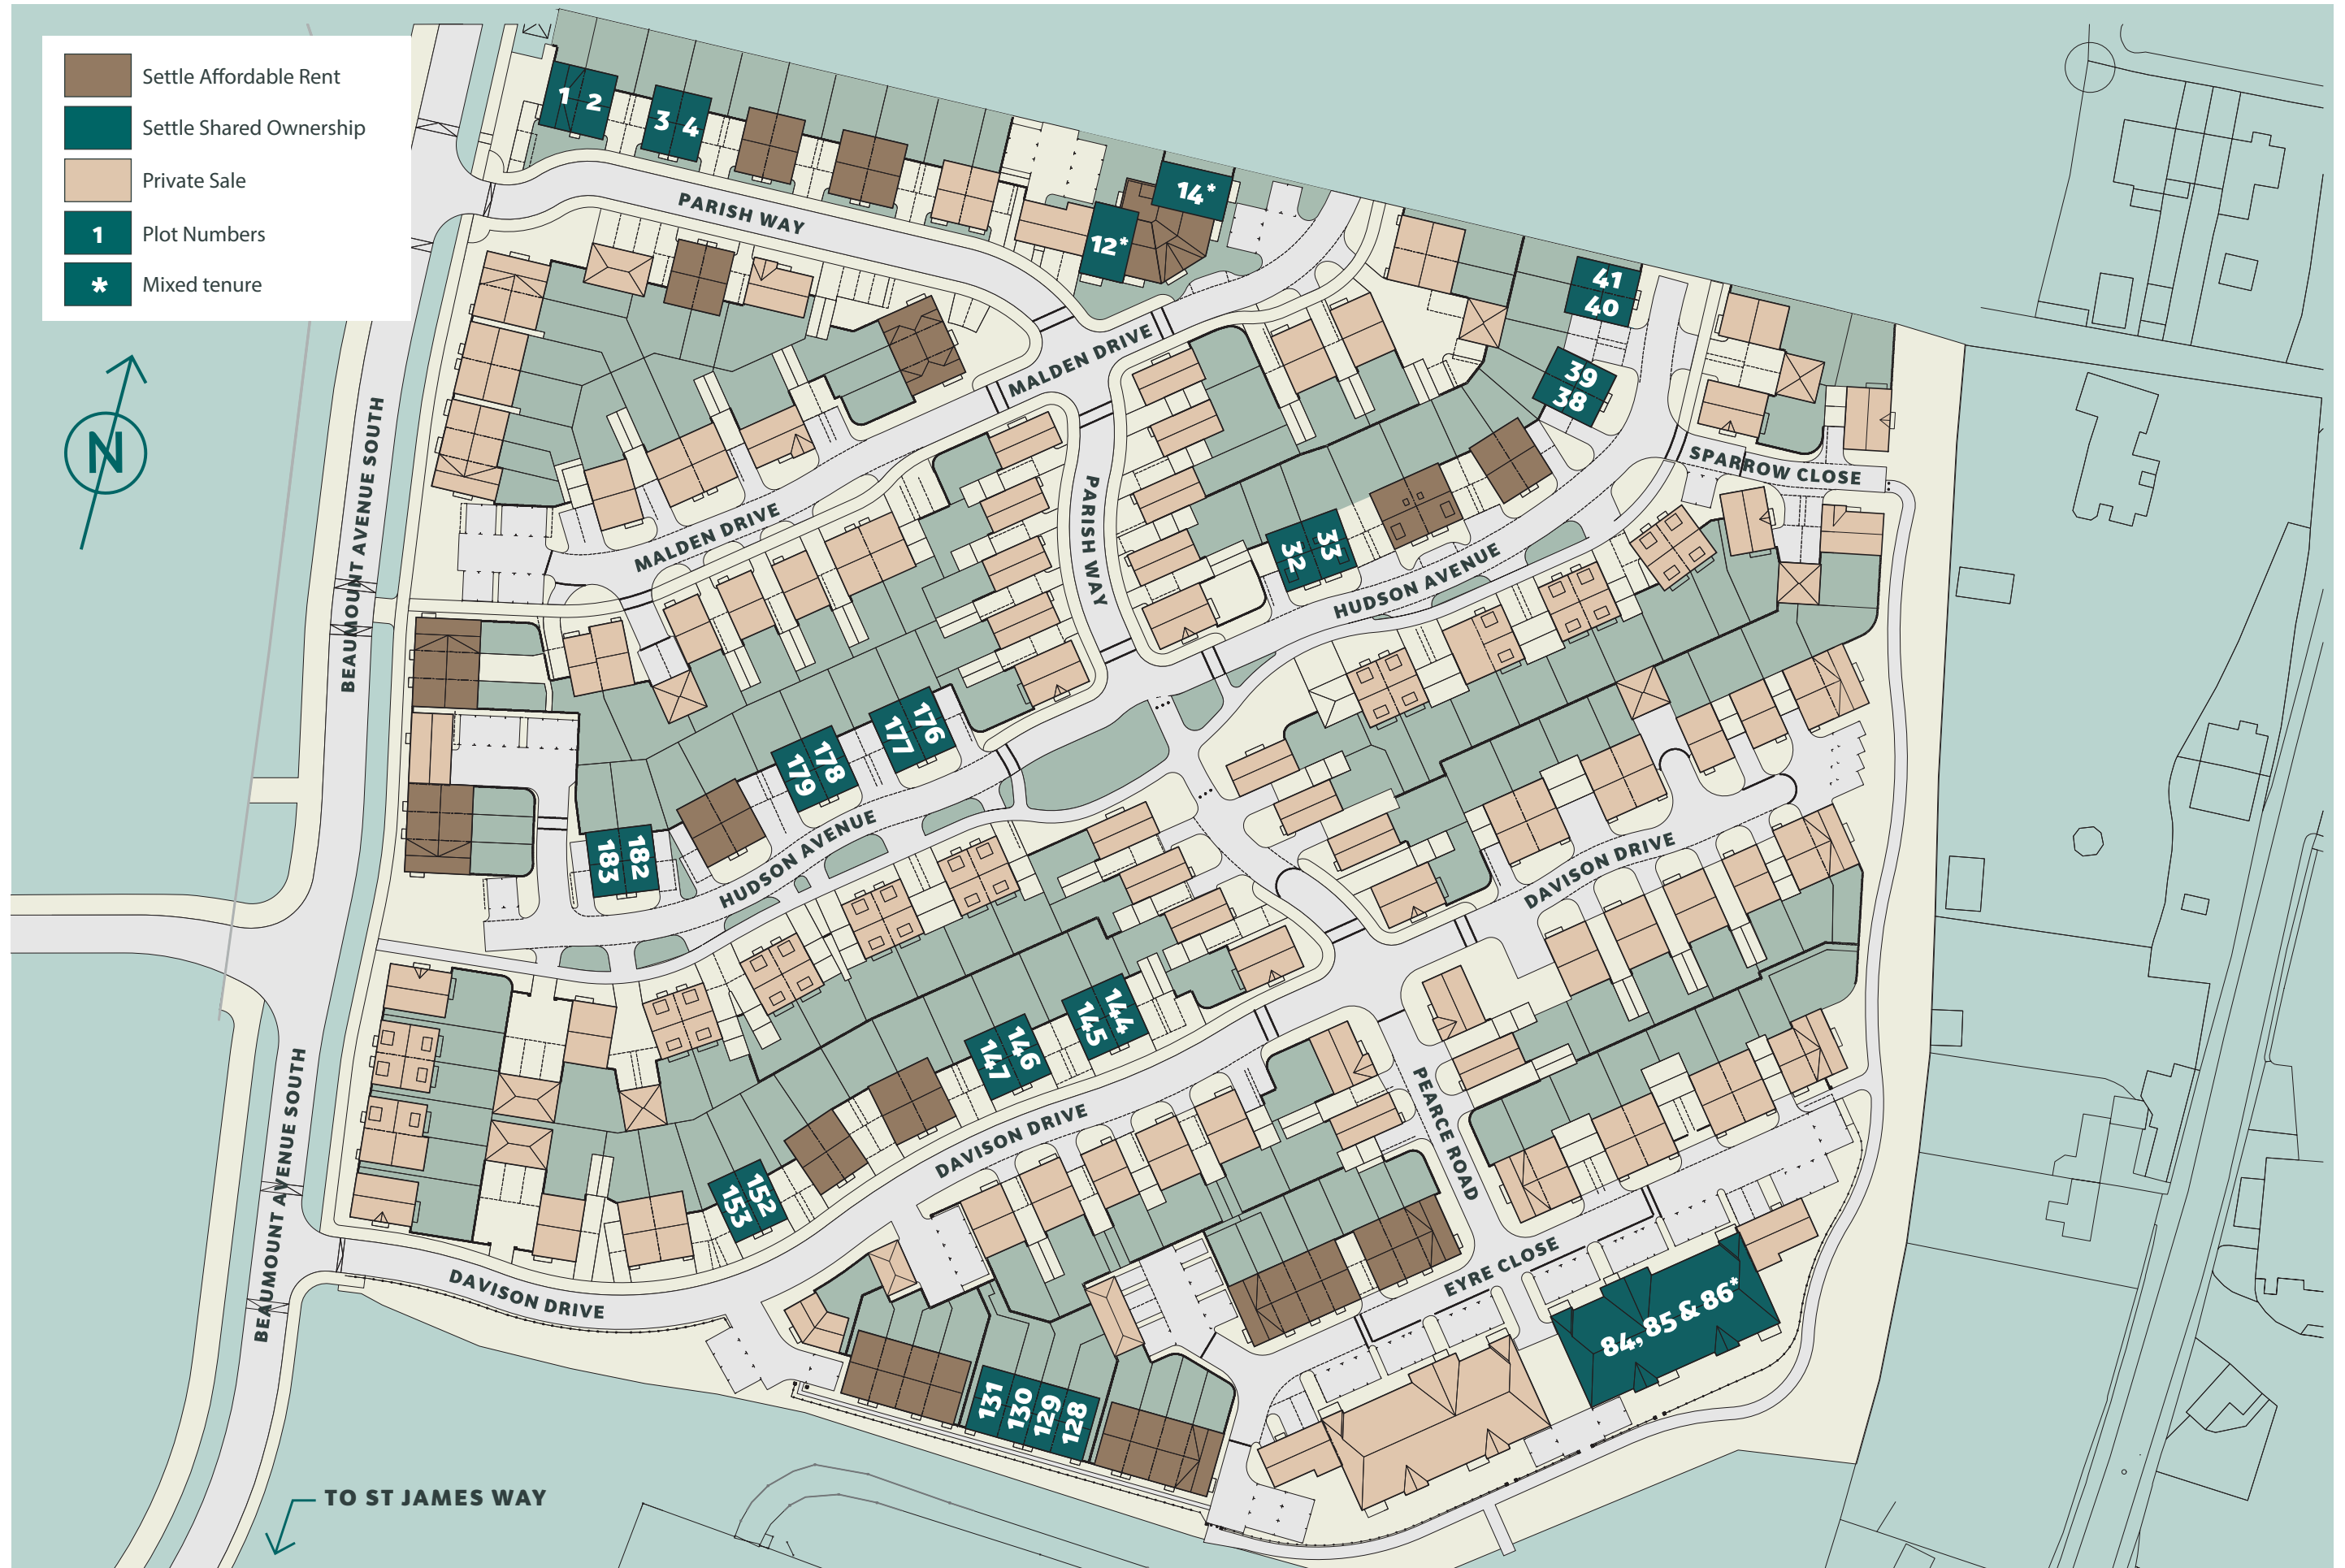 Settle Affordable Rent
Settle Shared Ownership
Private Sale
1 Plot Numbers
* Mixed tenure
N
1 2
3 4
PARISH WAY
14*
12*
41
40
39
38
MALDEN DRIVE
SPARROW CLOSE
BEAUMOUNT AVENUE SOUTH
MALDEN DRIVE
PARISH WAY
32
33
HUDSON AVENUE
177
176
179
178
183
182
HUDSON AVENUE
DAVISON DRIVE
145
144
147
146
153
152
DAVISON DRIVE
PEARCE ROAD
BEAUMOUNT AVENUE SOUTH
DAVISON DRIVE
EYRE CLOSE
84, 85 & 86*
131
130
129
128
TO ST JAMES WAY